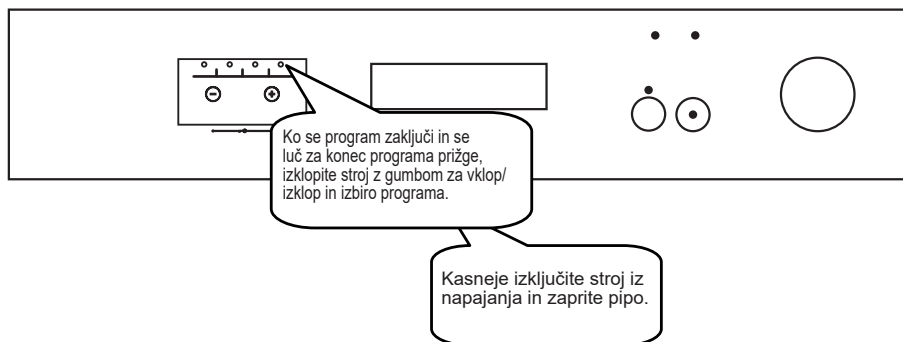 Ko se program zaključi in se
luč za konec programa prižge,
izklopite stroj z gumbom za vklop/
izklop in izbiro programa.
Kasneje izključite stroj iz
napajanja in zaprite pipo.